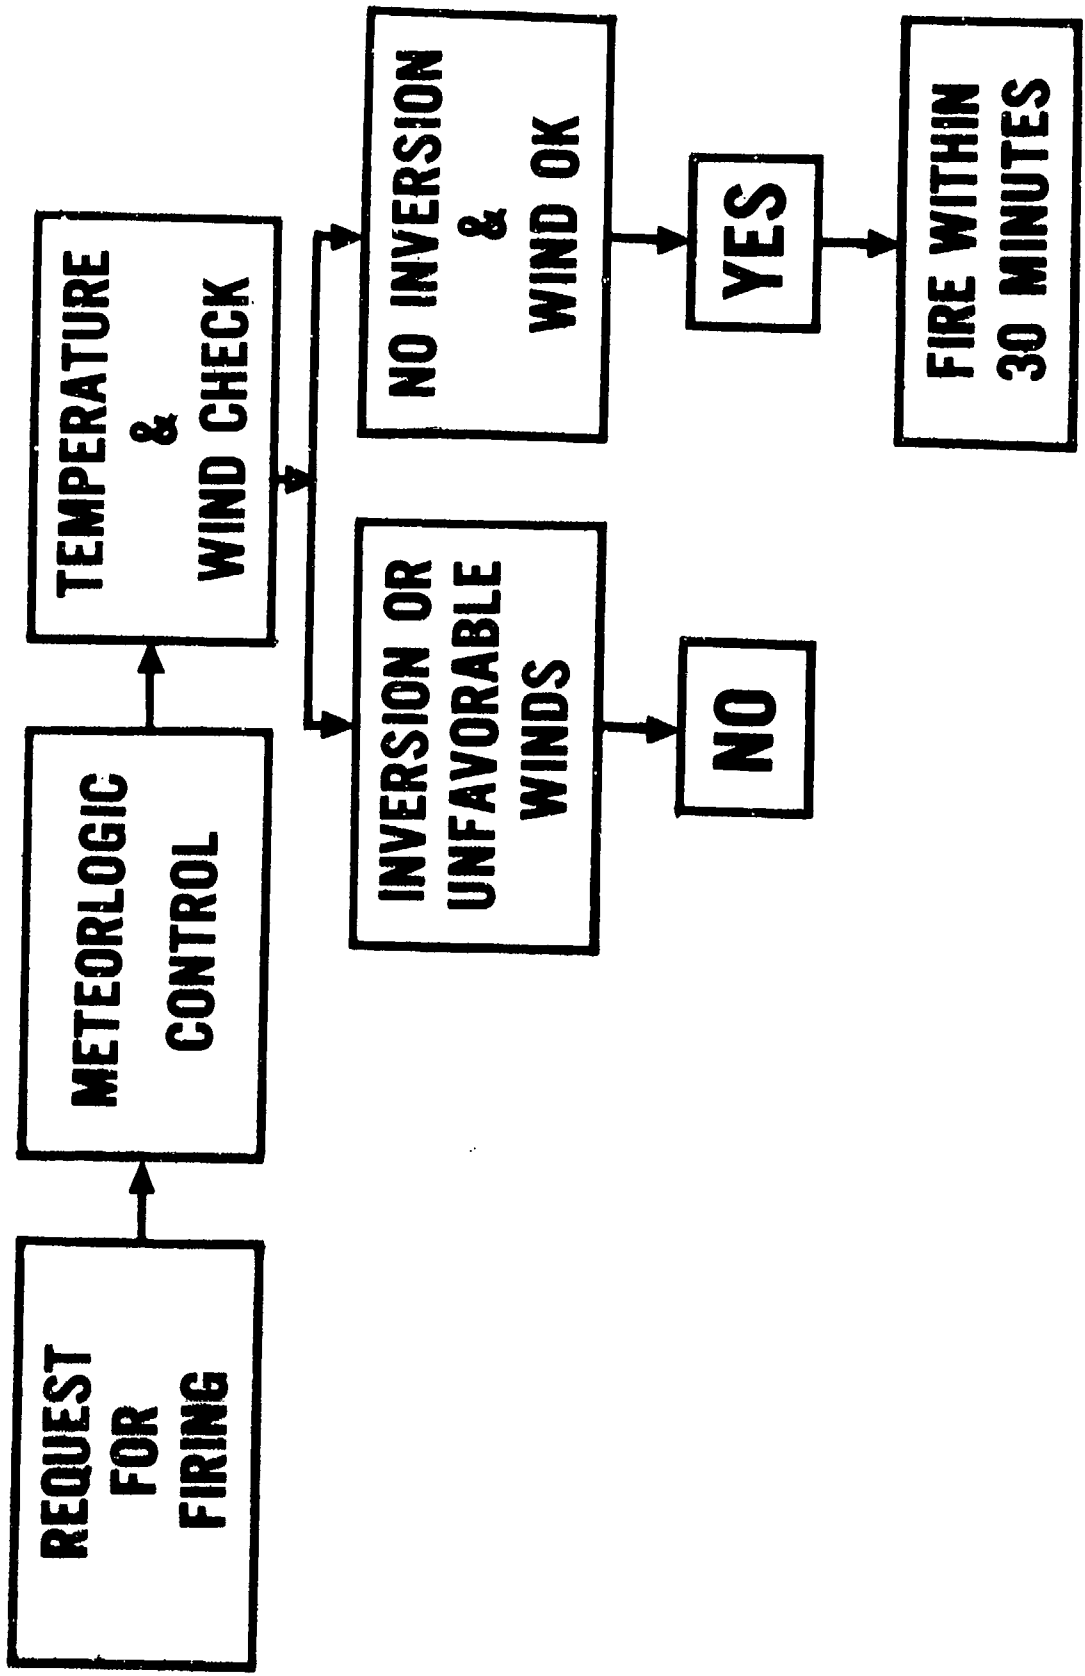 REQUEST
FOR
FIRING
METEORLOGIC
CONTROL
TEMPERATURE
&
WIND CHECK
INVERSION OR
UNFAVORABLE
WINDS
NO
NO INVERSION
&
WIND OK
YES
FIRE WITHIN
30 MINUTES